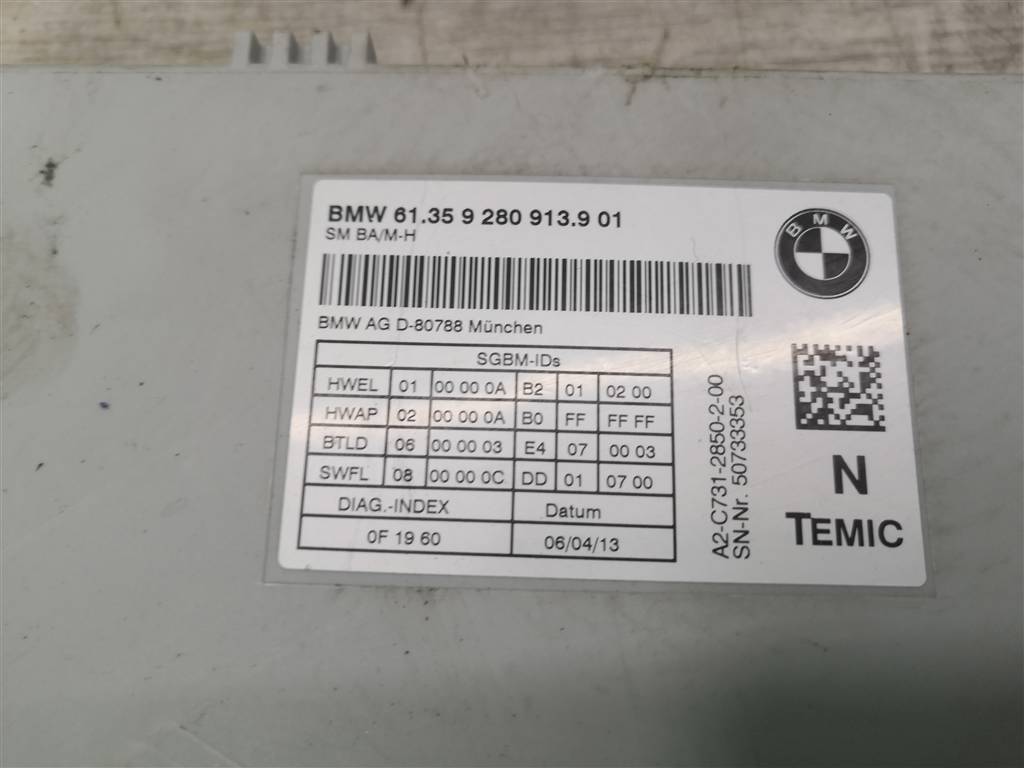 BMW 61.35 9 280 913.9 01
SM BA/M-H
BMW
BMW AG D-80788 München
SGBM-IDs
HWEL 01 00 00 0A B2 01 02 00
HWAP 02 00 00 0A B0 FF FF FF
BTLD 06 00 00 03 E4 07 00 03
SWFL 08 00 00 0C DD 01 07 00
DIAG.-INDEX Datum
0F 19 60 06/04/13
A2-C731-2850-2-00
SN-Nr. 50733353
N
TEMIC